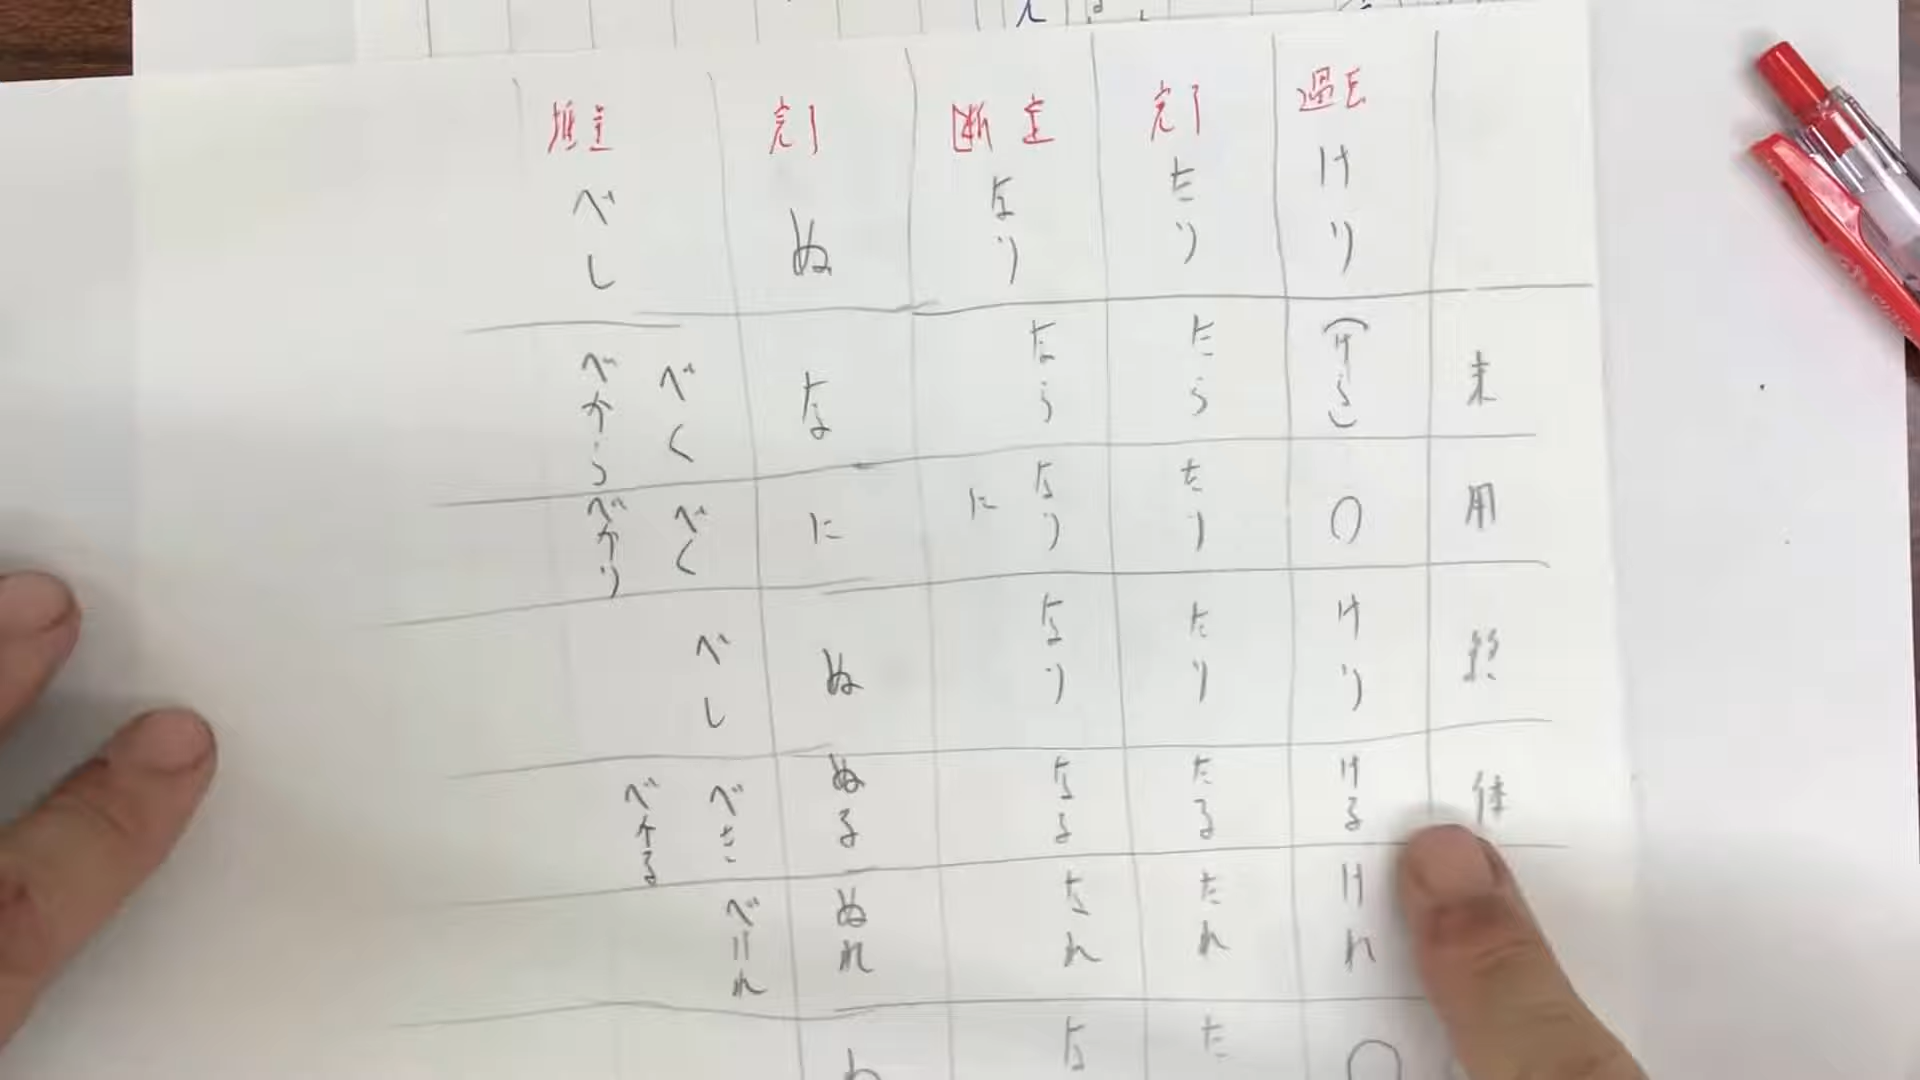 未
用
終
体
過去
けり
(けら)
〇
けり
ける
けれ
〇
完了
たり
たら
たり
たり
たる
たれ
た
断定
なり
なら
なり
に
なり
なる
なれ
な
完了
ぬ
な
に
ぬ
ぬる
ぬれ
ね
べし
べく
べから
べく
べかり
べし
べき
べかる
べけれ